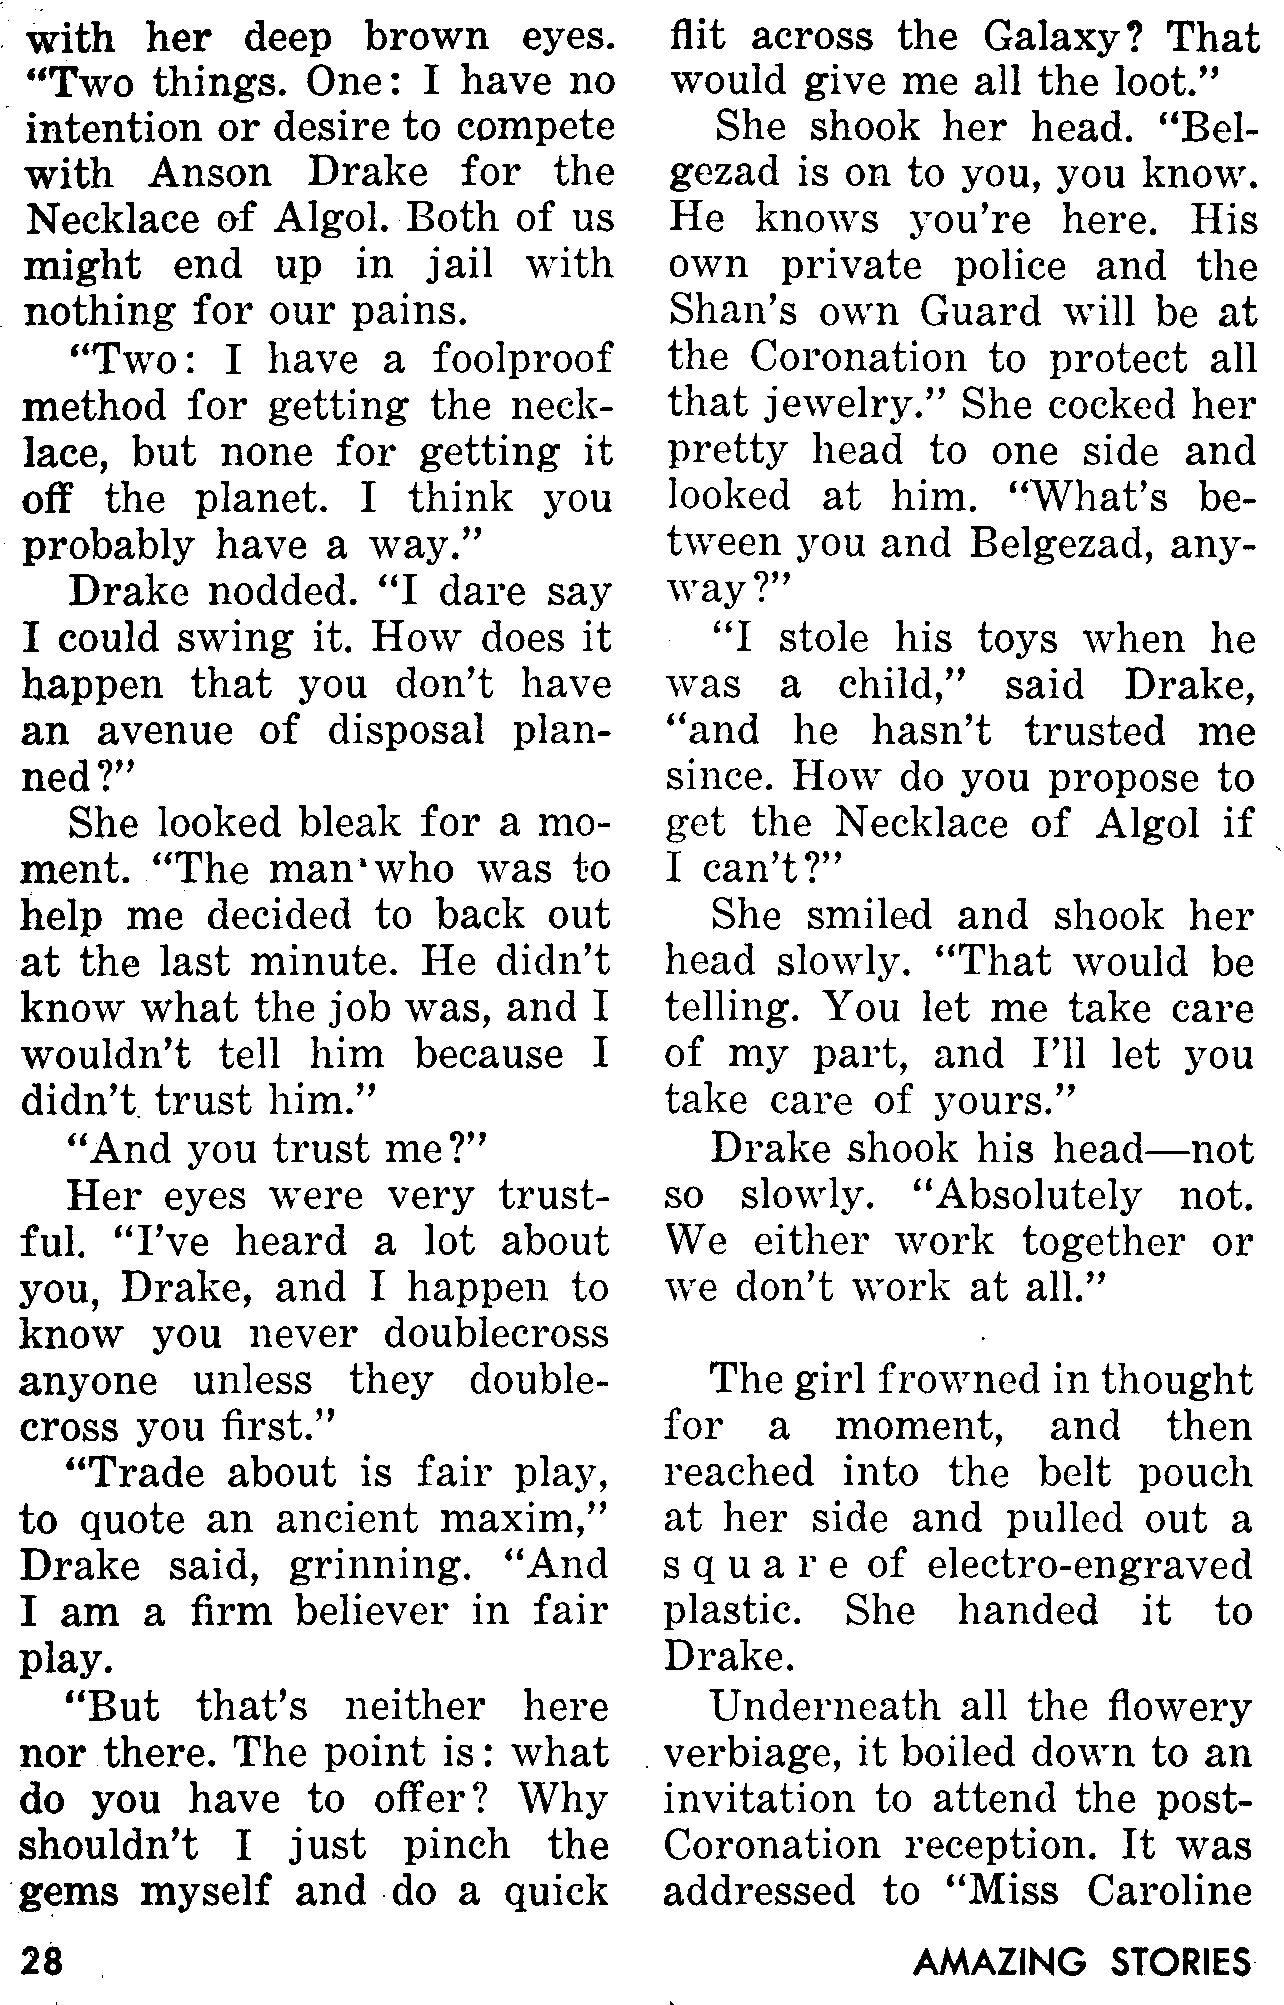 with her deep brown eyes.
“Two things. One: I have no
intention or desire to compete
with Anson Drake for the
Necklace of Algol. Both of us
might end up in jail with
nothing for our pains.
“Two: I have a foolproof
method for getting the neck-
lace, but none for getting it
off the planet. I think you
probably have a way.”
Drake nodded. “I dare say
I could swing it. How does it
happen that you don’t have
an avenue of disposal plan-
ned?”
She looked bleak for a mo-
ment. “The man who was to
help me decided to back out
at the last minute. He didn’t
know what the job was, and I
wouldn’t tell him because I
didn’t trust him.”
“And you trust me?”
Her eyes were very trust-
ful. “I’ve heard a lot about
you, Drake, and I happen to
know you never doublecross
anyone unless they double-
cross you first.”
“Trade about is fair play,
to quote an ancient maxim,”
Drake said, grinning. “And
I am a firm believer in fair
play.
“But that’s neither here
nor there. The point is: what
do you have to offer? Why
shouldn’t I just pinch the
gems myself and do a quick
flit across the Galaxy? That
would give me all the loot.”
She shook her head. “Bel-
gezad is on to you, you know.
He knows you’re here. His
own private police and the
Shan’s own Guard will be at
the Coronation to protect all
that jewelry.” She cocked her
pretty head to one side and
looked at him. “What’s be-
tween you and Belgezad, any-
way?”
“I stole his toys when he
was a child,” said Drake,
“and he hasn’t trusted me
since. How do you propose to
get the Necklace of Algol if
I can’t?”
She smiled and shook her
head slowly. “That would be
telling. You let me take care
of my part, and I’ll let you
take care of yours.”
Drake shook his head—not
so slowly. “Absolutely not.
We either work together or
we don’t work at all.”
The girl frowned in thought
for a moment, and then
reached into the belt pouch
at her side and pulled out a
square of electro-engraved
plastic. She handed it to
Drake.
Underneath all the flowery
verbiage, it boiled down to an
invitation to attend the post-
Coronation reception. It was
addressed to “Miss Caroline
28 AMAZING STORIES